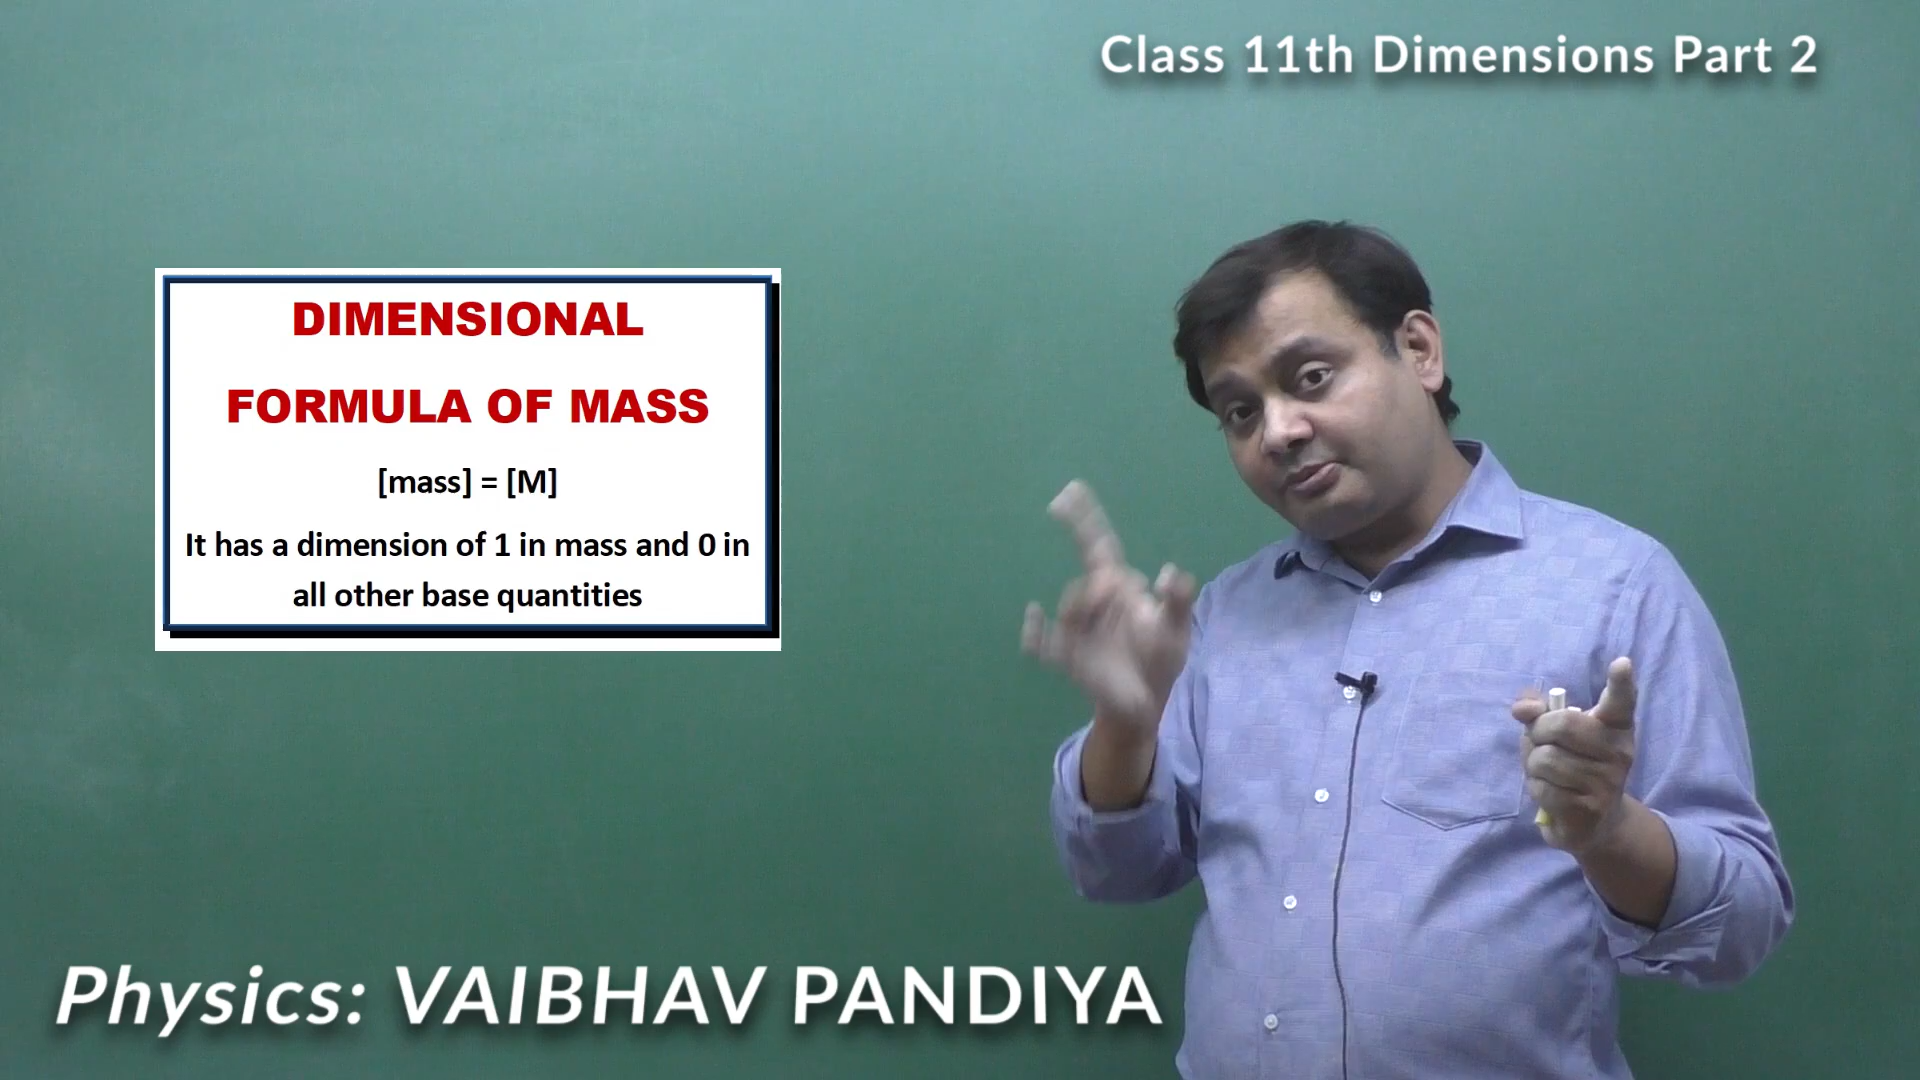 Class 11th Dimensions Part 2
DIMENSIONAL
FORMULA OF MASS
[mass] = [M]
It has a dimension of 1 in mass and 0 in
all other base quantities
Physics: VAIBHAV PANDIYA